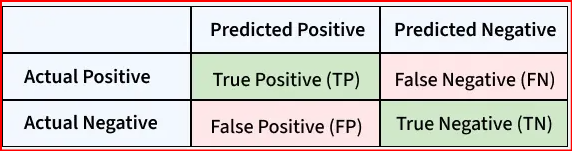 Predicted Positive Predicted Negative
Actual Positive True Positive (TP) False Negative (FN)
Actual Negative False Positive (FP) True Negative (TN)